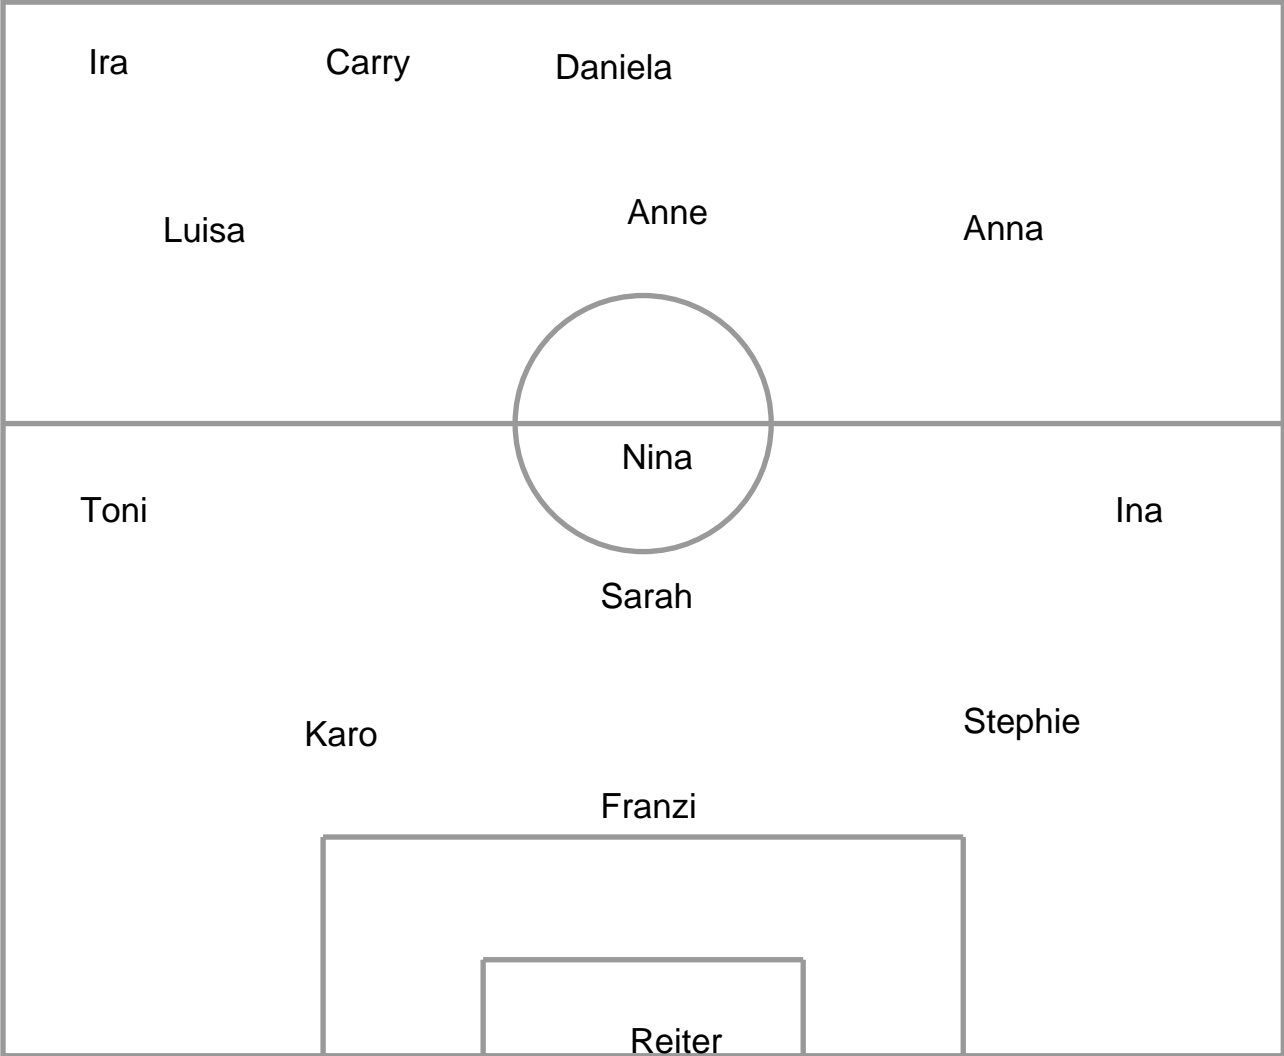 Ira Carry Daniela
Luisa Anne Anna
Nina
Toni Ina
Sarah
Karo Stephie
Franzi
Reiter